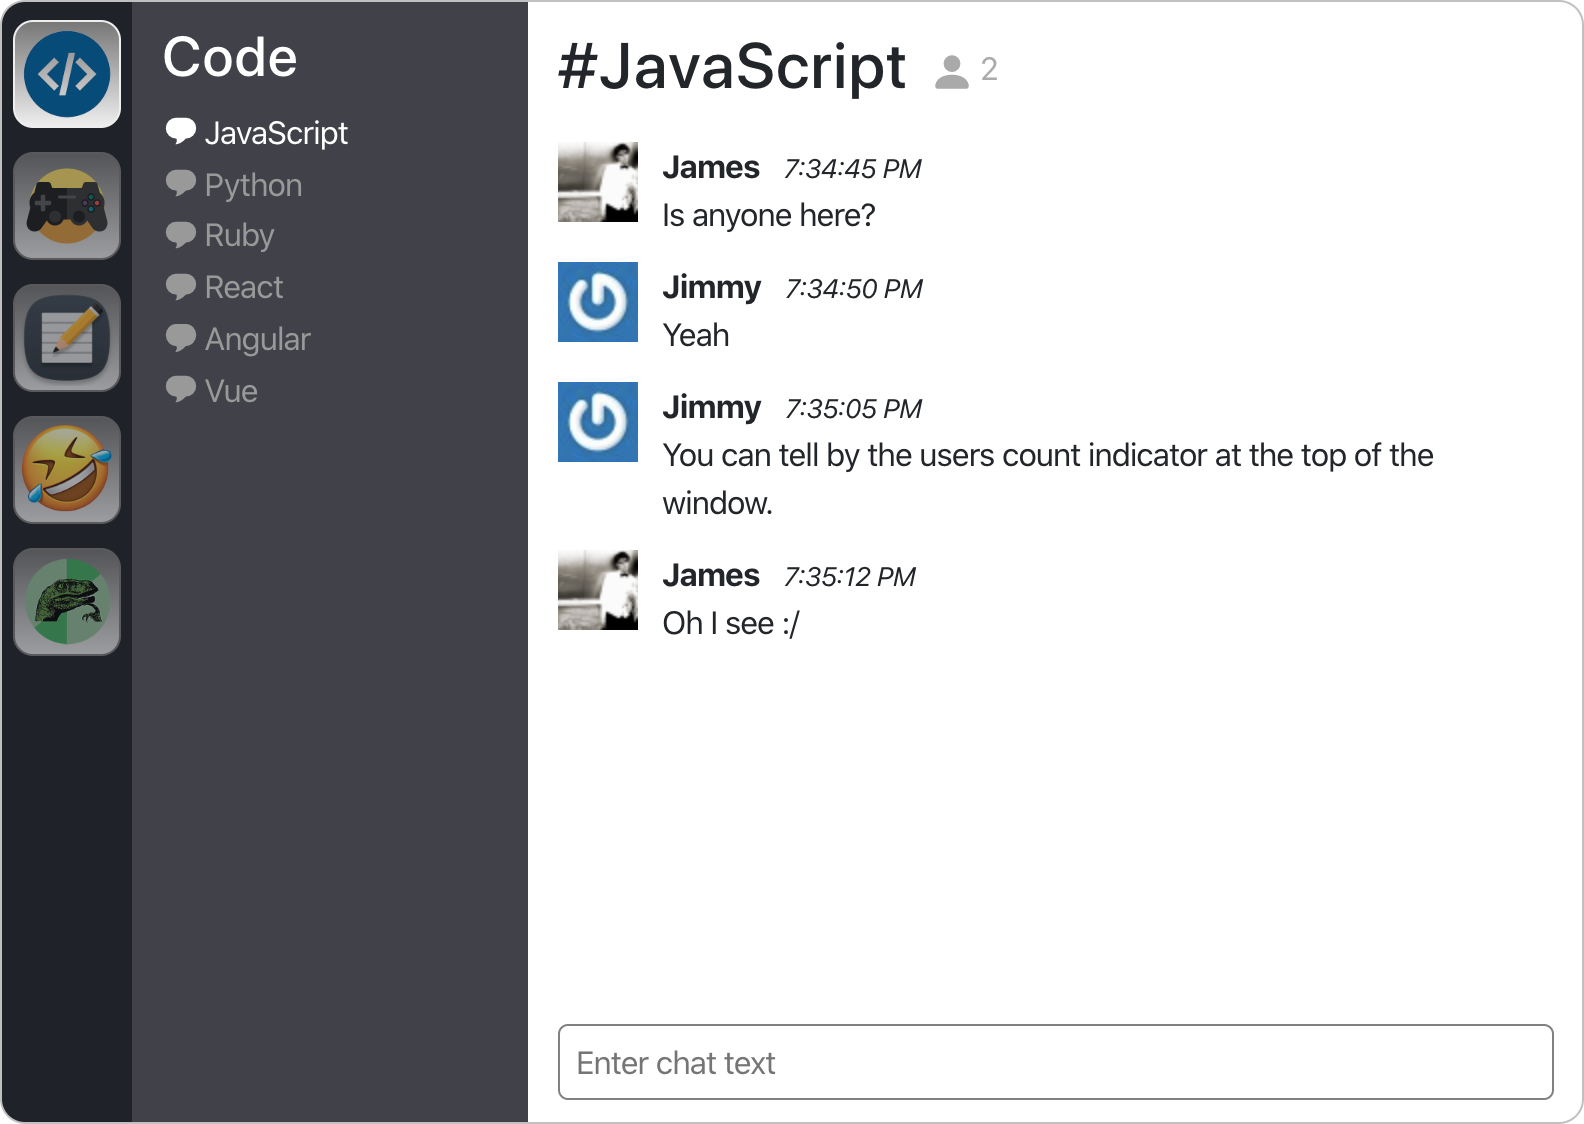 Code
JavaScript
Python
Ruby
React
Angular
Vue
#JavaScript 2
James 7:34:45 PM
Is anyone here?
Jimmy 7:34:50 PM
Yeah
Jimmy 7:35:05 PM
You can tell by the users count indicator at the top of the
window.
James 7:35:12 PM
Oh I see :/
Enter chat text